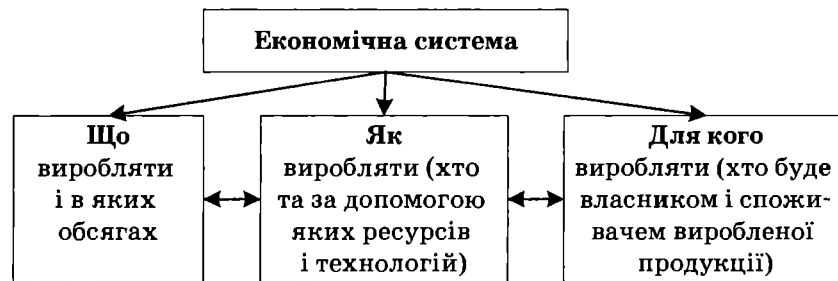 Економічна система
Що
виробляти
і в яких
обсягах
Як
виробляти (хто
та за допомогою
яких ресурсів
і технологій)
Для кого
виробляти (хто буде
власником і спожи-
вачем виробленої
продукції)